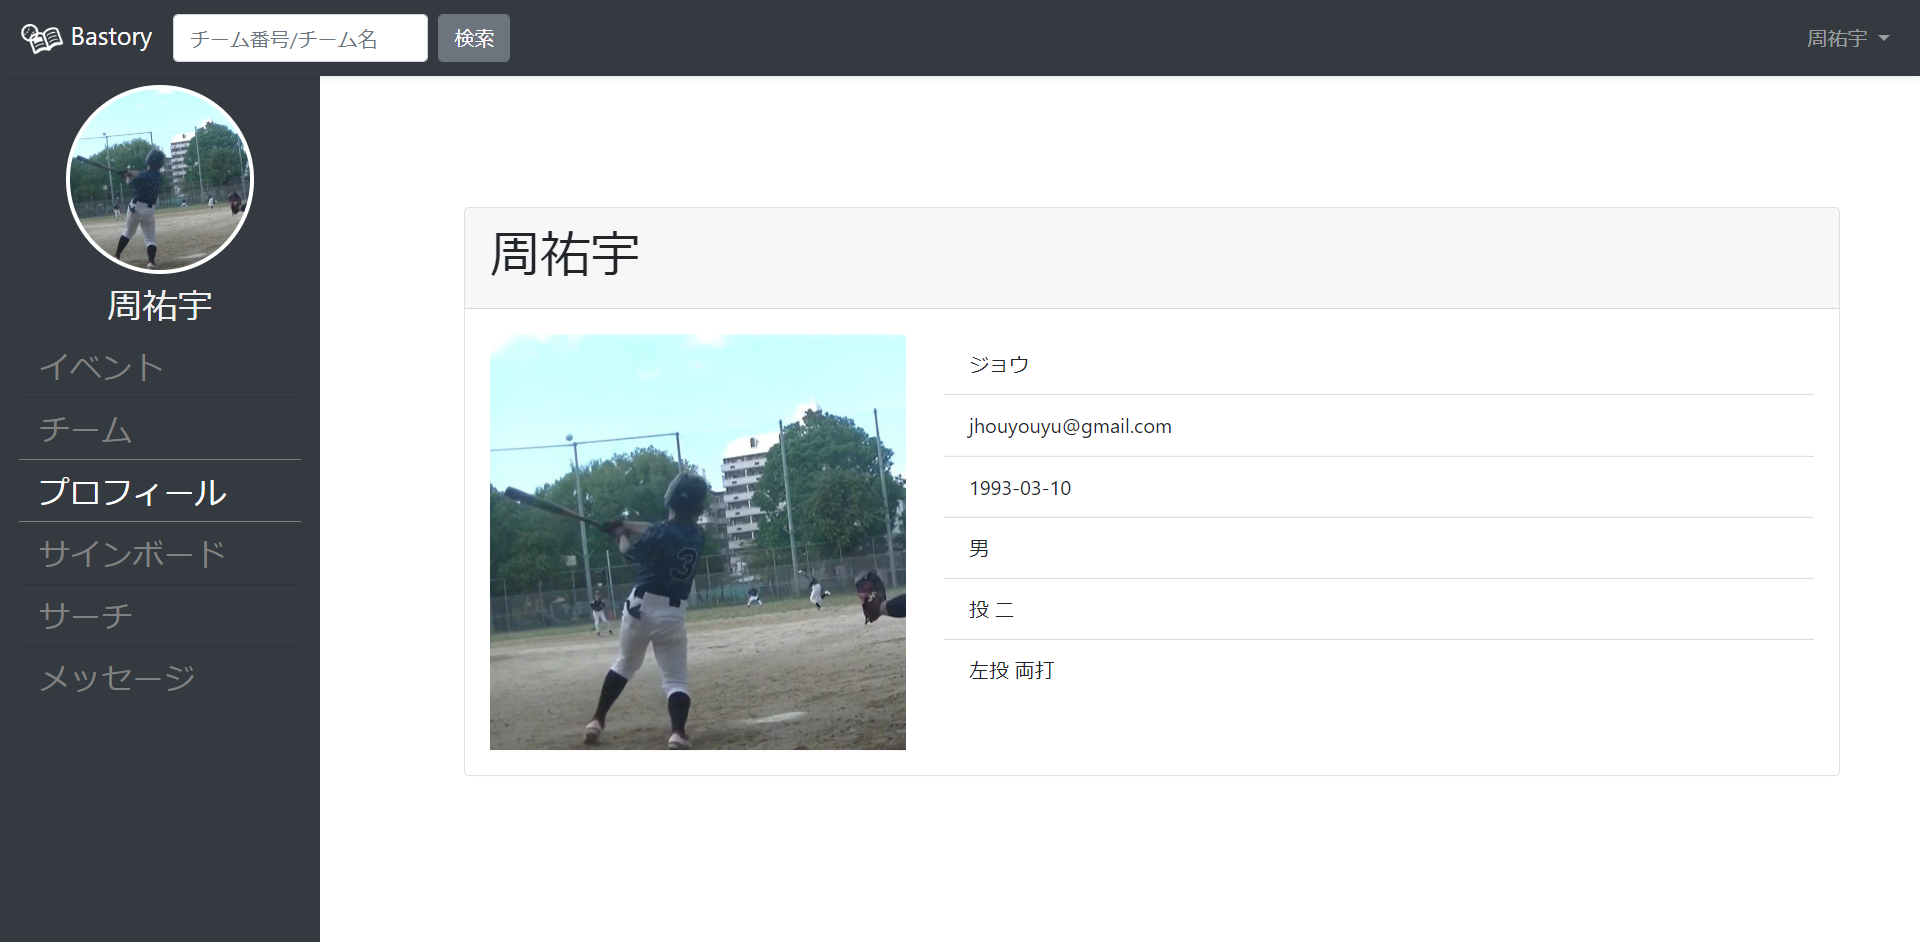 Bastory
チーム番号/チーム名
検索
周祐宇
周祐宇
イベント
チーム
プロフィール
サインボード
サーチ
メッセージ
周祐宇
3
ジョウ
jhouyouyu@gmail.com
1993-03-10
男
投 二
左投 両打